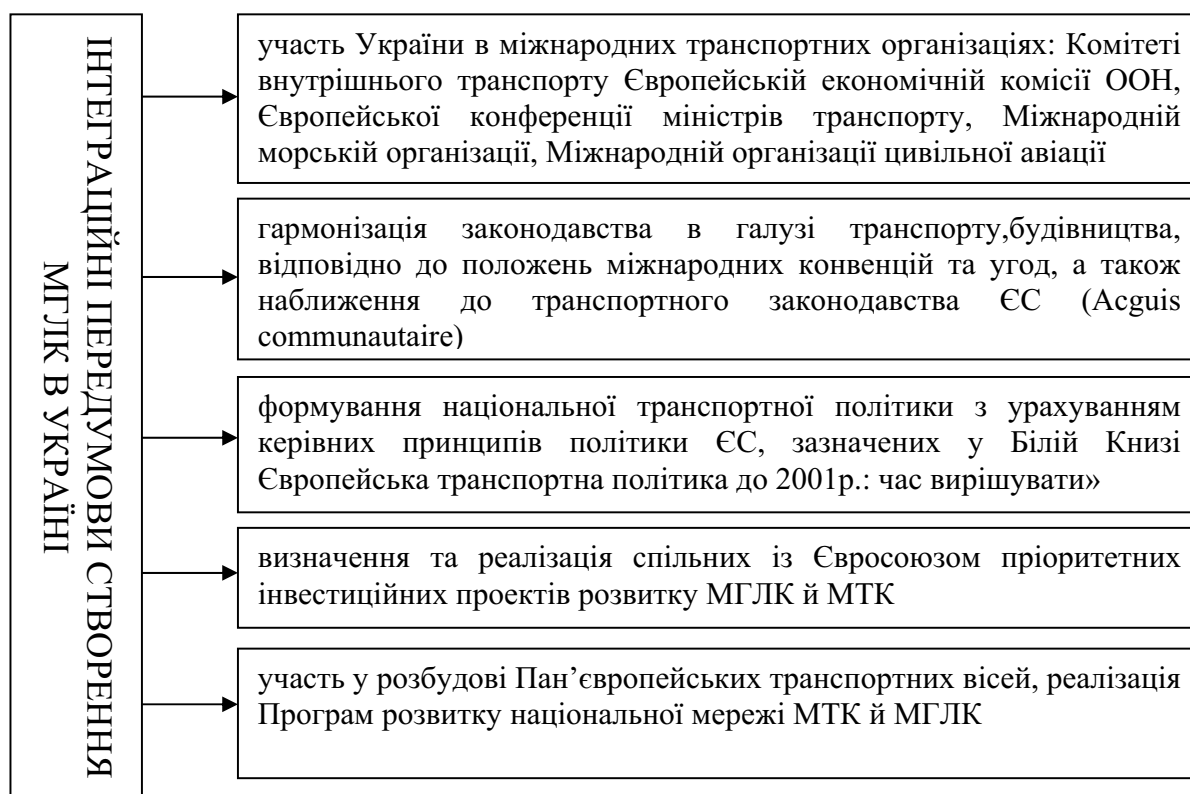 ІНТЕГРАЦІЙНІ ПЕРЕДУМОВИ СТВОРЕННЯ
МГЛК В УКРАЇНІ
участь України в міжнародних транспортних організаціях: Комітеті
внутрішнього транспорту Європейській економічній комісії ООН,
Європейської конференції міністрів транспорту, Міжнародній
морській організації, Міжнародній організації цивільної авіації
гармонізація законодавства в галузі транспорту,будівництва,
відповідно до положень міжнародних конвенцій та угод, а також
наближення до транспортного законодавства ЄС (Acguis
communautaire)
формування національної транспортної політики з урахуванням
керівних принципів політики ЄС, зазначених у Білій Книзі
Європейська транспортна політика до 2001р.: час вирішувати»
визначення та реалізація спільних із Євросоюзом пріоритетних
інвестиційних проектів розвитку МГЛК й МТК
участь у розбудові Пан’європейських транспортних вісей, реалізація
Програм розвитку національної мережі МТК й МГЛК